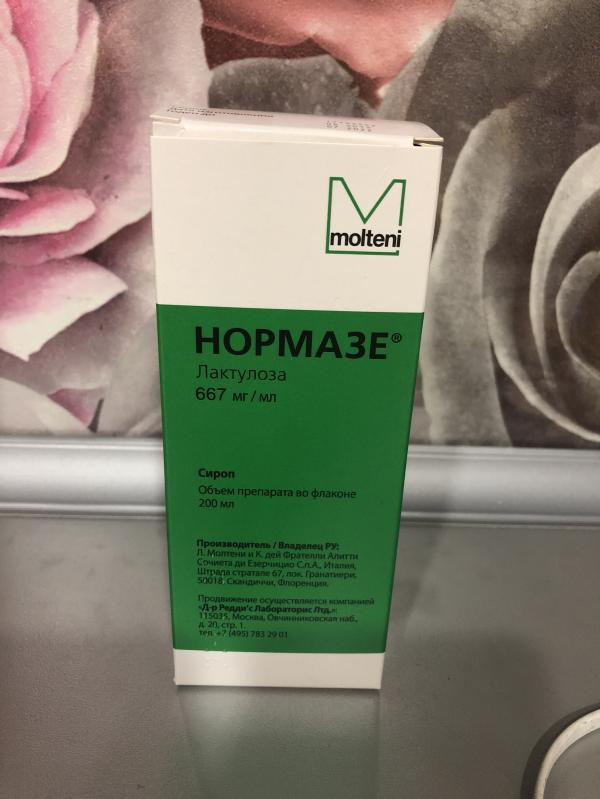 molteni
НОРМАЗЕ®
Лактулоза
667 мг/мл
Сироп
Объем препарата во флаконе
200 мл
Производитель / Владелец РУ:
Л. Молтени и К. дей Фрателли Алитти
Сочиета ди Езерчицио С.п.А., Италия,
Штрада стратале 67, лок. Гранатиери,
50018, Скандиччи, Флоренция.
Продвижение осуществляется компанией
«Д-р Редди'с Лабораторис Лтд.»:
115035, Москва, Овчинниковская наб.,
д. 20, стр. 1.
тел. +7 (495) 783 29 01